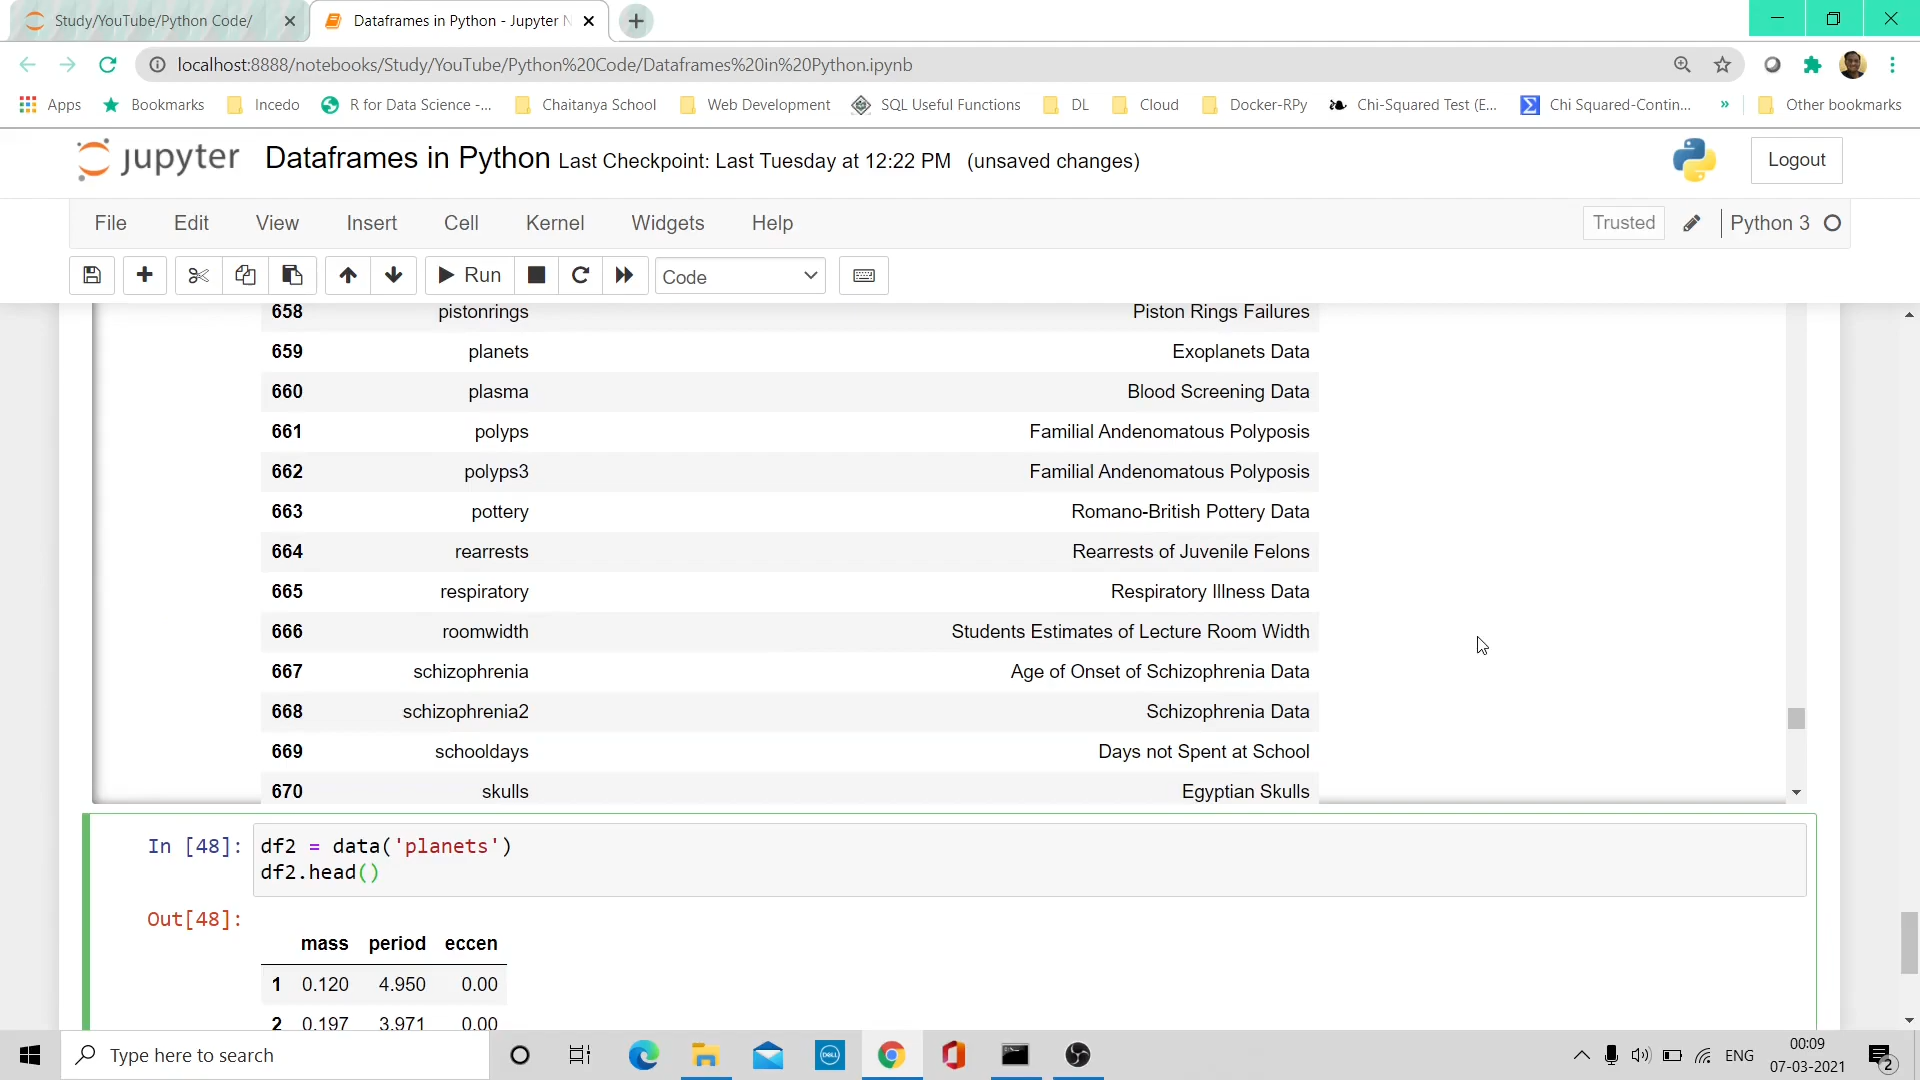 Study/YouTube/Python Code/
Dataframes in Python - Jupyter N
localhost:8888/notebooks/Study/YouTube/Python%20Code/Dataframes%20in%20Python.ipynb
Apps
Bookmarks
Incedo
R for Data Science -...
Chaitanya School
Web Development
SQL Useful Functions
DL
Cloud
Docker-RPy
Chi-Squared Test (E...
Chi Squared-Contin...
»
Other bookmarks
jupyter
Dataframes in Python Last Checkpoint: Last Tuesday at 12:22 PM (unsaved changes)
Logout
File Edit View Insert Cell Kernel Widgets Help
Trusted
Python 3
Run
Code
658 pistonrings Piston Rings Failures
659 planets Exoplanets Data
660 plasma Blood Screening Data
661 polyps Familial Andenomatous Polyposis
662 polyps3 Familial Andenomatous Polyposis
663 pottery Romano-British Pottery Data
664 rearrests Rearrests of Juvenile Felons
665 respiratory Respiratory Illness Data
666 roomwidth Students Estimates of Lecture Room Width
667 schizophrenia Age of Onset of Schizophrenia Data
668 schizophrenia2 Schizophrenia Data
669 schooldays Days not Spent at School
670 skulls Egyptian Skulls
In [48]: df2 = data('planets')
df2.head()
Out[48]:
mass period eccen
1 0.120 4.950 0.00
2 0.197 3.971 0.00
Type here to search
DELL
ENG
00:09
07-03-2021
2